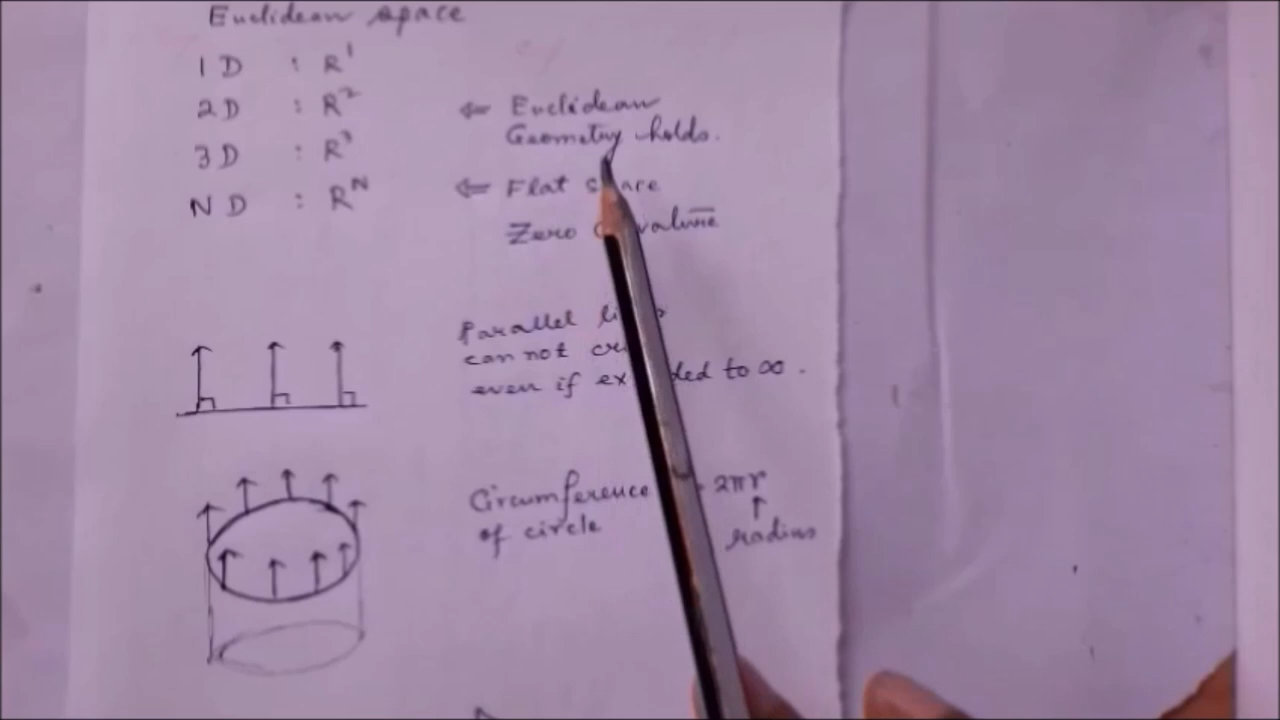 Euclidean space
1D : R¹
2D : R²
3D : R³
ND : Rᴺ
⇐ Euclidean
Geometry holds.
⇐ Flat
Zero
Parallel
can not
even if to ∞ .
Circumference 2πr
of circle
↑
radius